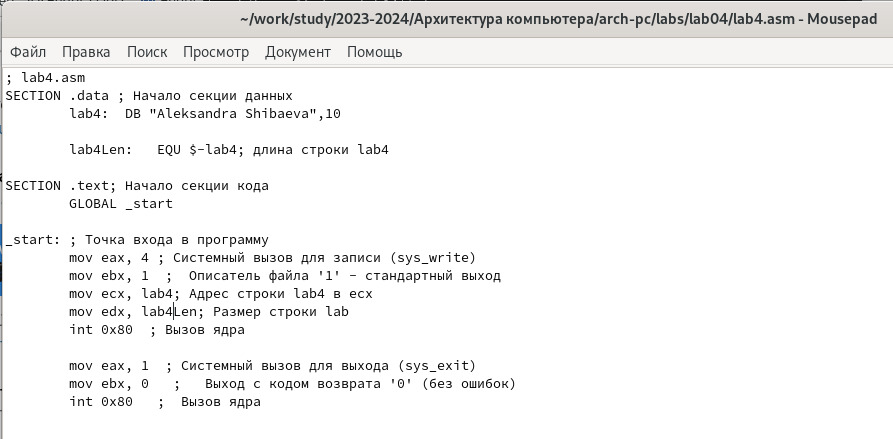 ~/work/study/2023-2024/Архитектура компьютера/arch-pc/labs/lab04/lab4.asm - Mousepad
Файл Правка Поиск Просмотр Документ Помощь
; lab4.asm
SECTION .data ; Начало секции данных
        lab4:  DB "Aleksandra Shibaeva",10

        lab4Len:   EQU $-lab4; длина строки lab4

SECTION .text; Начало секции кода
        GLOBAL _start

_start: ; Точка входа в программу
        mov eax, 4 ; Системный вызов для записи (sys_write)
        mov ebx, 1  ;  Описатель файла '1' - стандартный выход
        mov ecx, lab4; Адрес строки lab4 в ecx
        mov edx, lab4Len; Размер строки lab
        int 0x80  ; Вызов ядра

        mov eax, 1  ; Системный вызов для выхода (sys_exit)
        mov ebx, 0   ;   Выход с кодом возврата '0' (без ошибок)
        int 0x80   ;  Вызов ядра